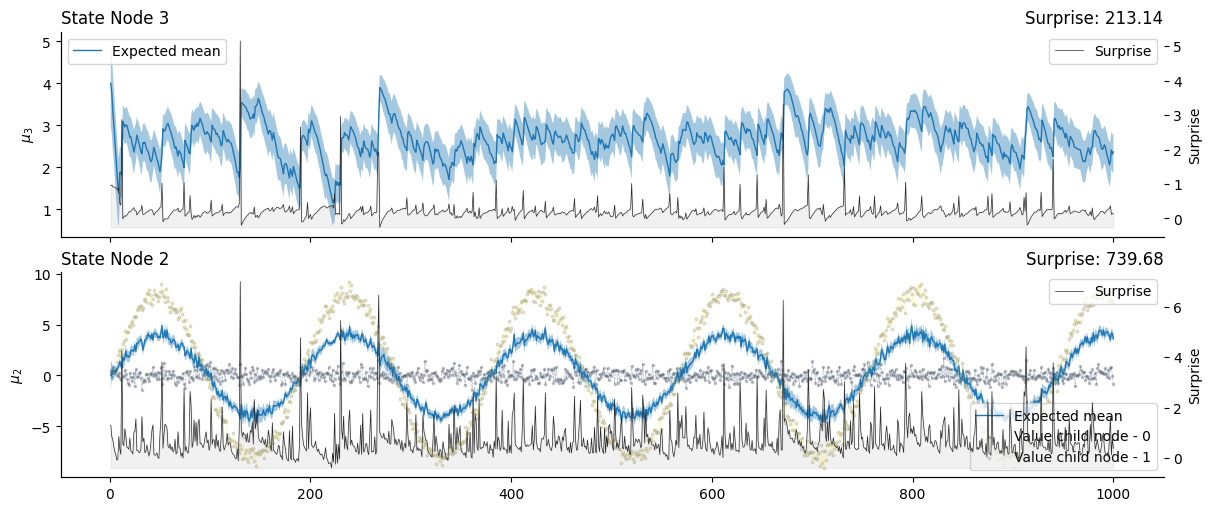 State Node 3
Surprise: 213.14
Expected mean
Surprise
5
4
3
2
1
μ3
5
4
3
2
1
0
Surprise
State Node 2
Surprise: 739.68
Surprise
10
5
0
−5
μ2
6
4
2
0
Surprise
Expected mean
Value child node - 0
Value child node - 1
0
200
400
600
800
1000